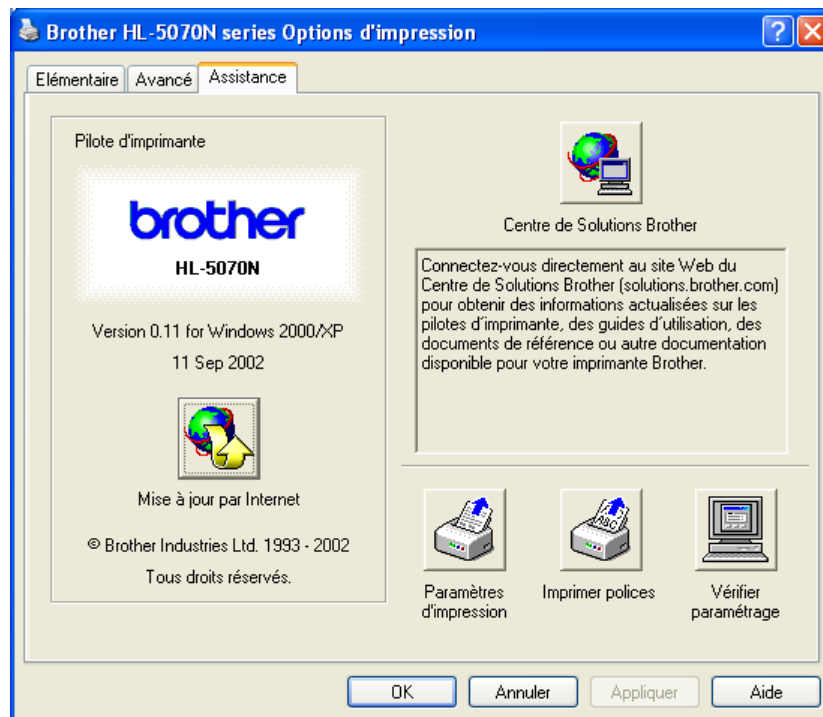 Brother HL-5070N series Options d'impression
Elémentaire
Avancé
Assistance
Pilote d'imprimante
brother
HL-5070N
Version 0.11 for Windows 2000/XP
11 Sep 2002
Mise à jour par Internet
© Brother Industries Ltd. 1993 - 2002
Tous droits réservés.
Centre de Solutions Brother
Connectez-vous directement au site Web du
Centre de Solutions Brother (solutions.brother.com)
pour obtenir des informations actualisées sur les
pilotes d´imprimante, des guides d´utilisation, des
documents de référence ou autre documentation
disponible pour votre imprimante Brother.
Paramètres
d'impression
ABC
Imprimer polices
Vérifier
paramétrage
OK
Annuler
Appliquer
Aide